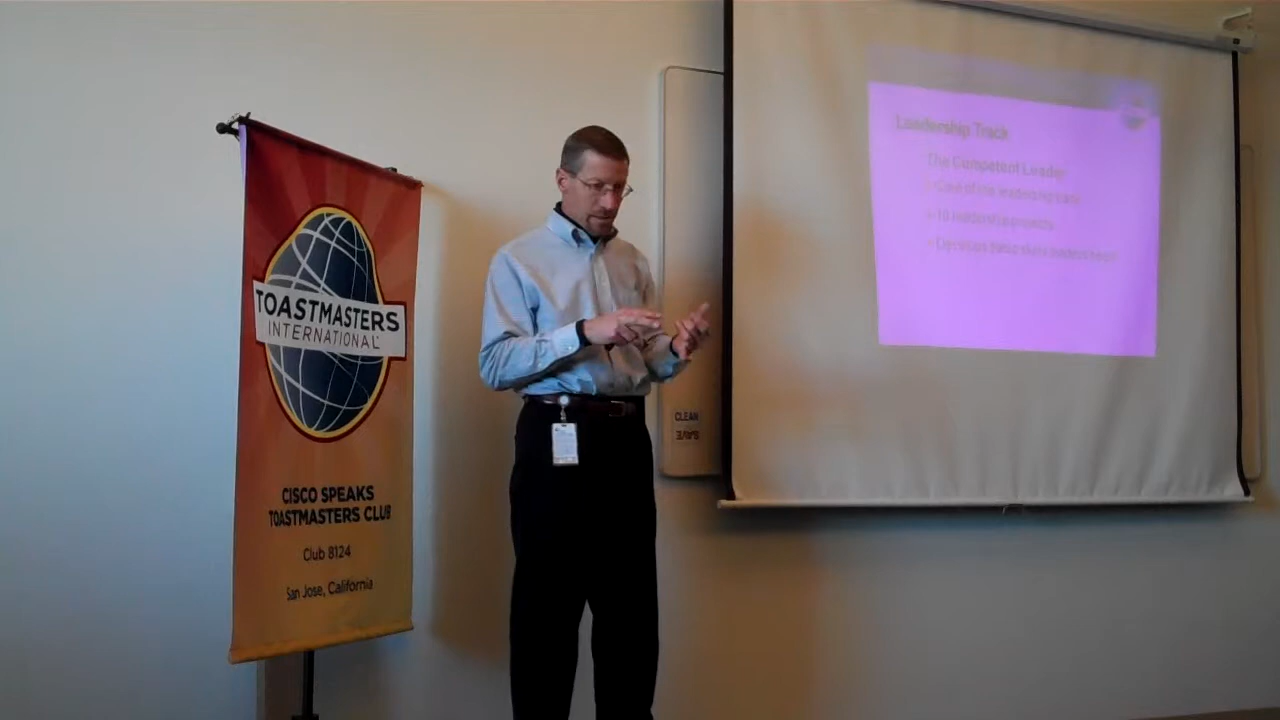 TOASTMASTERS
INTERNATIONAL
CISCO SPEAKS
TOASTMASTERS CLUB
Club 8124
San Jose, California
CLEAN
SAVE
Leadership Track
The Competent Leader
10 leadership projects